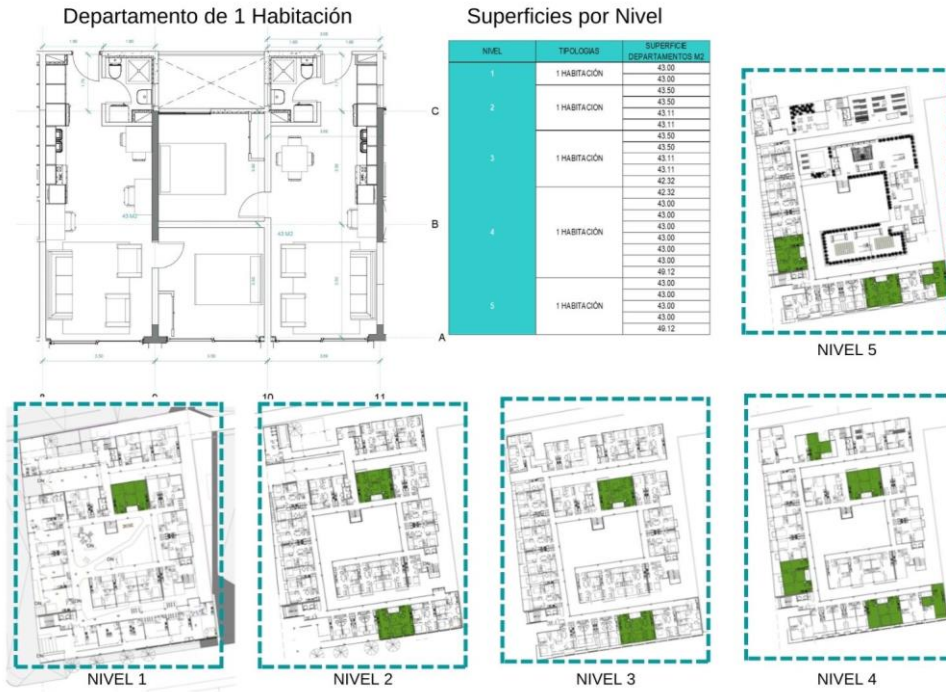 Departamento de 1 Habitación
Superficies por Nivel
NIVEL TIPOLOGIAS SUPERFICIE DEPARTAMENTOS M2
1 1 HABITACIÓN 43.00
43.00
2 1 HABITACION 43.50
43.50
43.11
43.11
3 1 HABITACIÓN 43.50
43.50
43.11
43.11
42.32
4 1 HABITACIÓN 42.32
43.00
43.00
43.00
43.00
43.00
43.00
49.12
5 1 HABITACIÓN 43.00
43.00
43.00
43.00
49.12
C
B
A
43 M2
43 M2
10
11
NIVEL 5
NIVEL 1
NIVEL 2
NIVEL 3
NIVEL 4